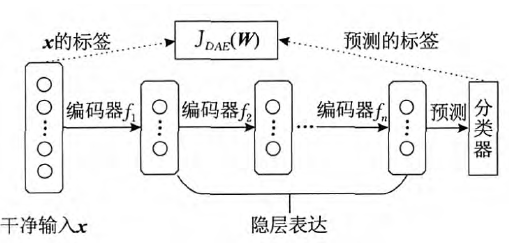 x的标签
J_DAE(W)
预测的标签
编码器f₁
编码器f₂
编码器fₙ
预测
分类器
干净输入x
隐层表达